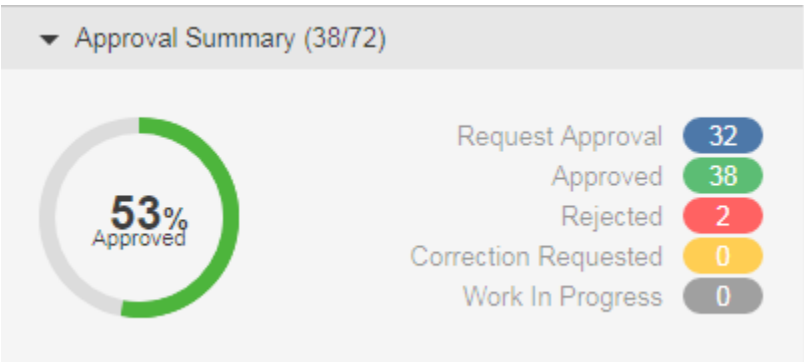 Approval Summary (38/72)
53%
Approved
Request Approval 32
Approved 38
Rejected 2
Correction Requested 0
Work In Progress 0